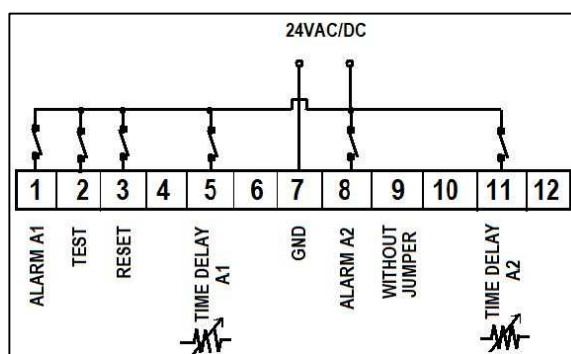 24VAC/DC
1 2 3 4 5 6 7 8 9 10 11 12
ALARM A1
TEST
RESET
TIME DELAY
A1
GND
ALARM A2
WITHOUT
JUMPER
TIME DELAY
A2